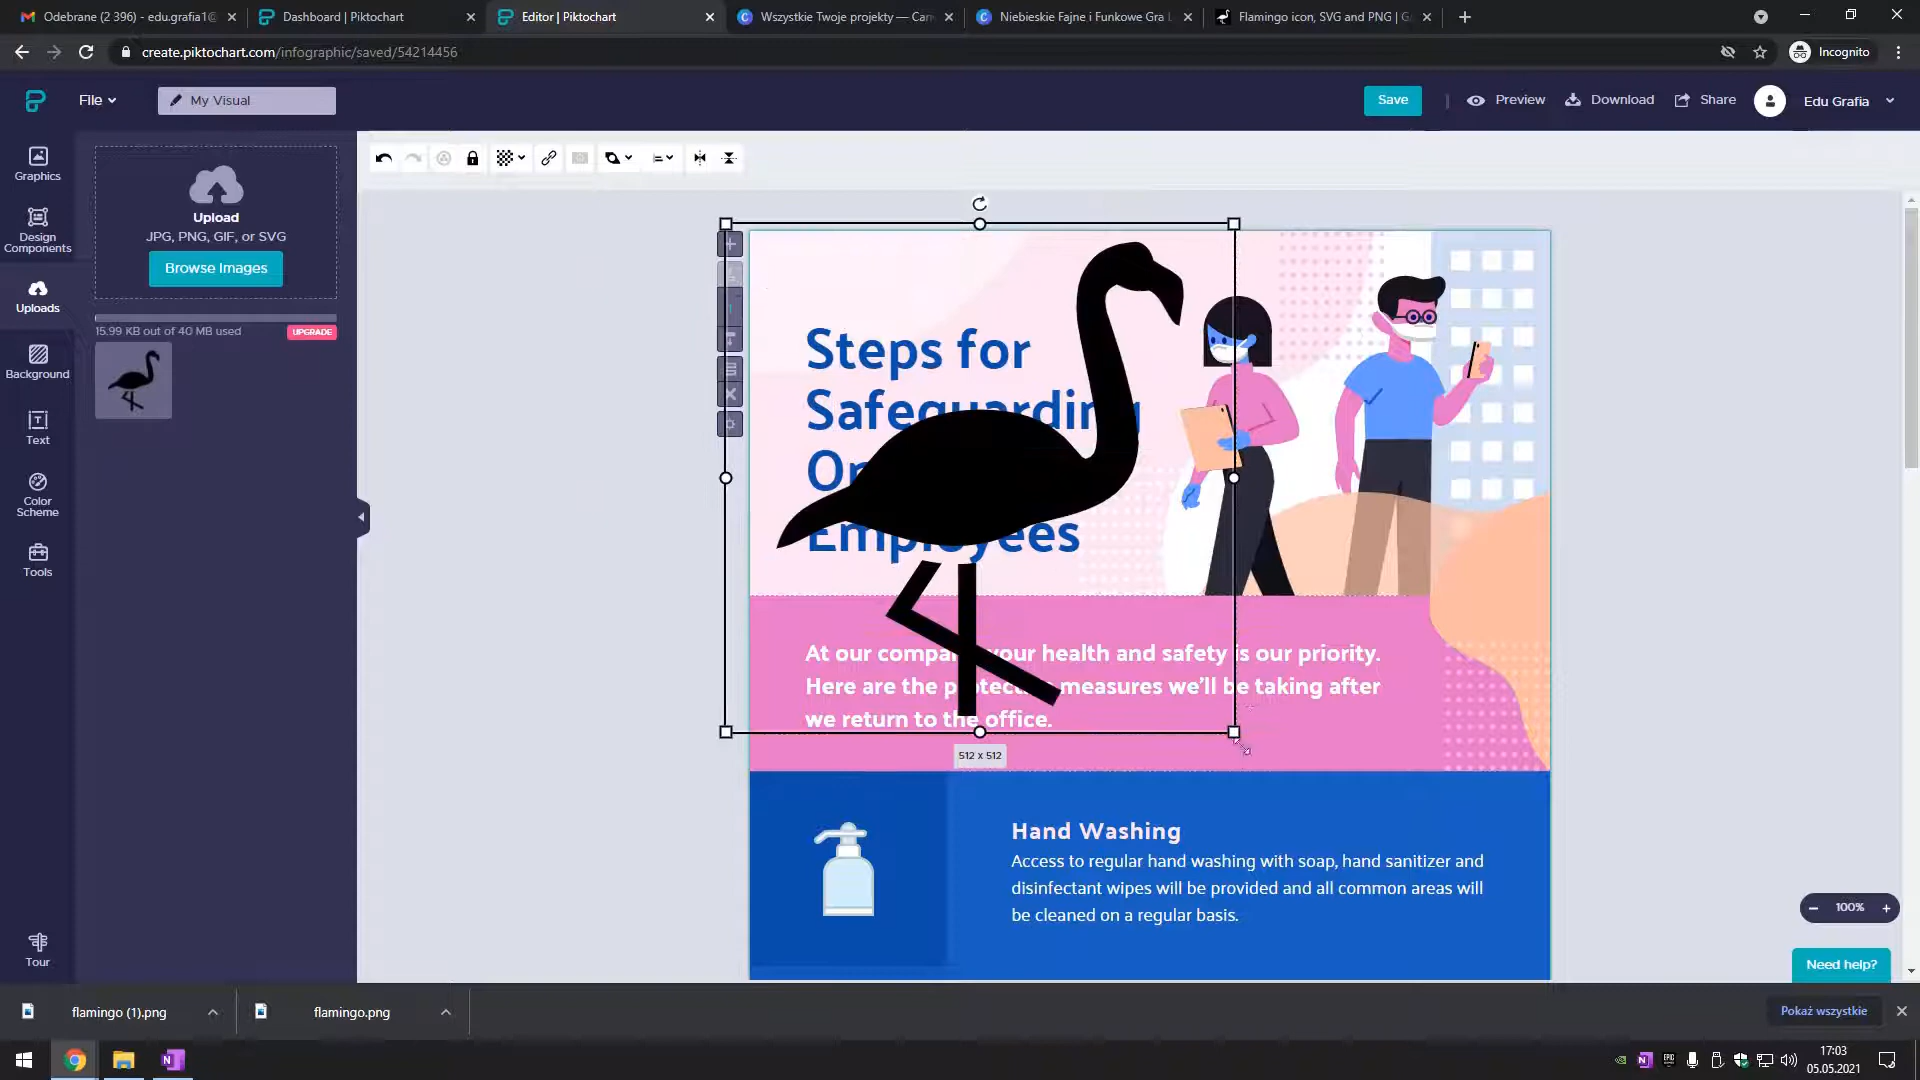 Odebrane (2 396) - edu.grafia1@
Dashboard | Piktochart
Editor | Piktochart
Wszystkie Twoje projekty — Can
Niebieskie Fajne i Funkowe Gra
Flamingo icon, SVG and PNG | G
create.piktochart.com/infographic/saved/54214456
Incognito
File
My Visual
Save
Preview
Download
Share
Edu Grafia
Graphics
Design
Components
Uploads
Background
Text
Color
Scheme
Tools
Tour
Upload
JPG, PNG, GIF, or SVG
Browse Images
15.99 KB out of 40 MB used
UPGRADE
Steps for
Safeguarding
Employees
At our company your health and safety is our priority.
Here are the protective measures we'll be taking after
we return to the office.
512 x 512
Hand Washing
Access to regular hand washing with soap, hand sanitizer and
disinfectant wipes will be provided and all common areas will
be cleaned on a regular basis.
100%
Need help?
flamingo (1).png
flamingo.png
Pokaż wszystkie
17:03
05.05.2021